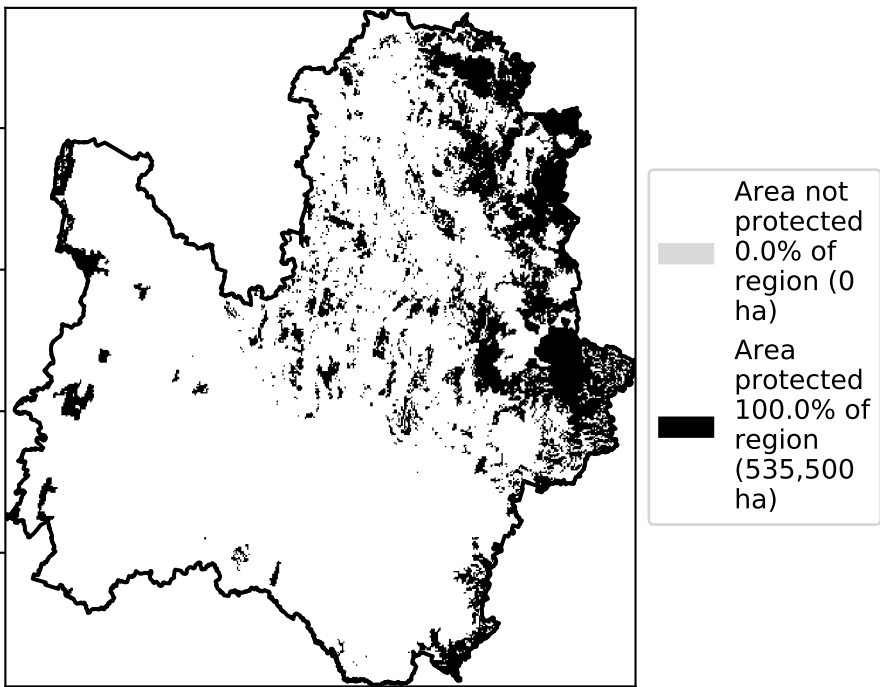 Area not
protected
0.0% of
region (0
ha)
Area
protected
100.0% of
region
(535,500
ha)